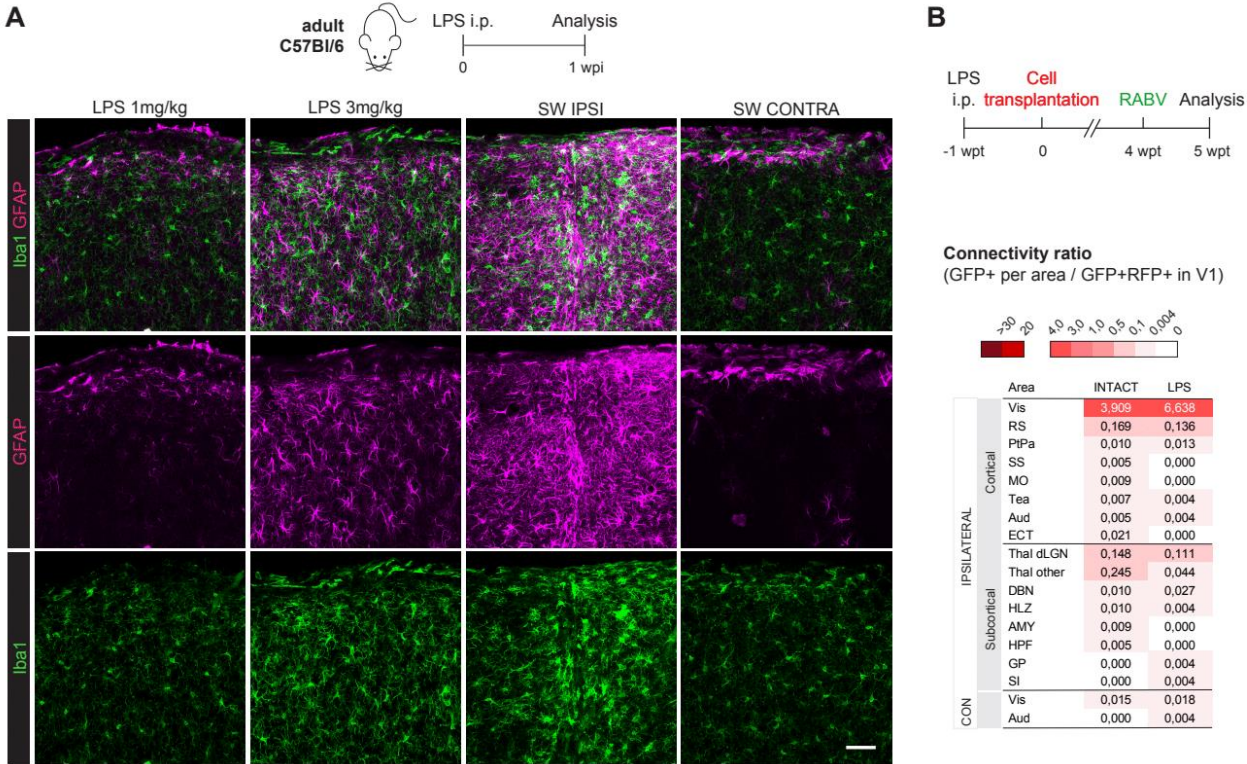 A
adult
C57Bl/6
LPS i.p. Analysis
0 1 wpi
LPS 1mg/kg LPS 3mg/kg SW IPSI SW CONTRA
Iba1 GFAP
GFAP
Iba1
B
LPS Cell
i.p. transplantation RABV Analysis
-1 wpt 0 4 wpt 5 wpt
Connectivity ratio
(GFP+ per area / GFP+RFP+ in V1)
>30 20 4.0 3.0 1.0 0.5 0.1 0.004 0
Area INTACT LPS
IPSILATERAL
Cortical
Vis 3,909 6,638
RS 0,169 0,136
PtPa 0,010 0,013
SS 0,005 0,000
MO 0,009 0,000
Tea 0,007 0,004
Aud 0,005 0,004
ECT 0,021 0,000
Subcortical
Thal dLGN 0,148 0,111
Thal other 0,245 0,044
DBN 0,010 0,027
HLZ 0,010 0,004
AMY 0,009 0,000
HPF 0,005 0,000
GP 0,000 0,004
SI 0,000 0,004
CON
Vis 0,015 0,018
Aud 0,000 0,004